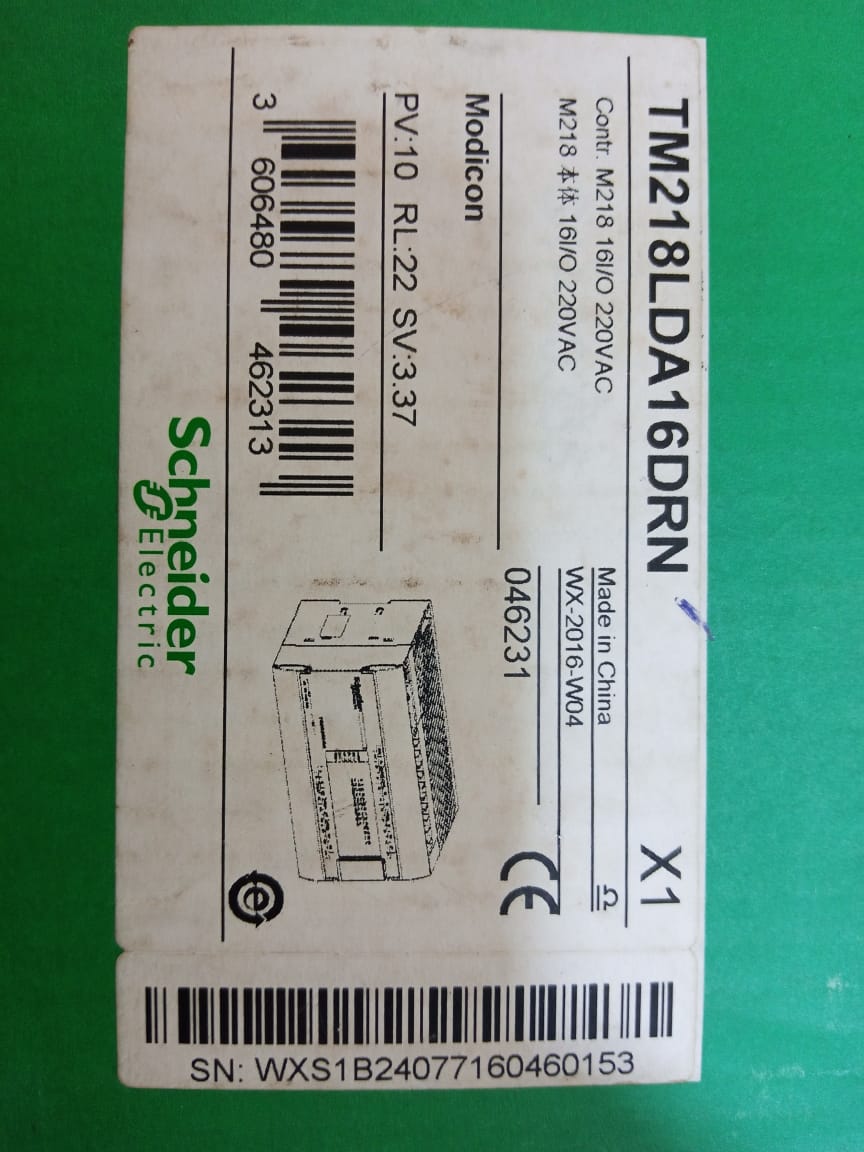 TM218LDA16DRN X1
Contr. M218 16I/O 220VAC
M218 本体 16I/O 220VAC
Made in China
WX-2016-W04
Modicon
046231
CE
PV:10 RL:22 SV:3.37
3 606480 462313
Schneider
Electric
SN: WXS1B24077160460153